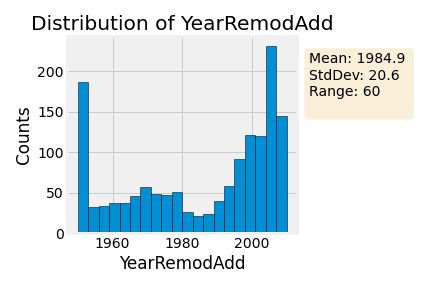 Distribution of YearRemodAdd
Mean: 1984.9
StdDev: 20.6
Range: 60
Counts
200
150
100
50
0
1960 1980 2000
YearRemodAdd